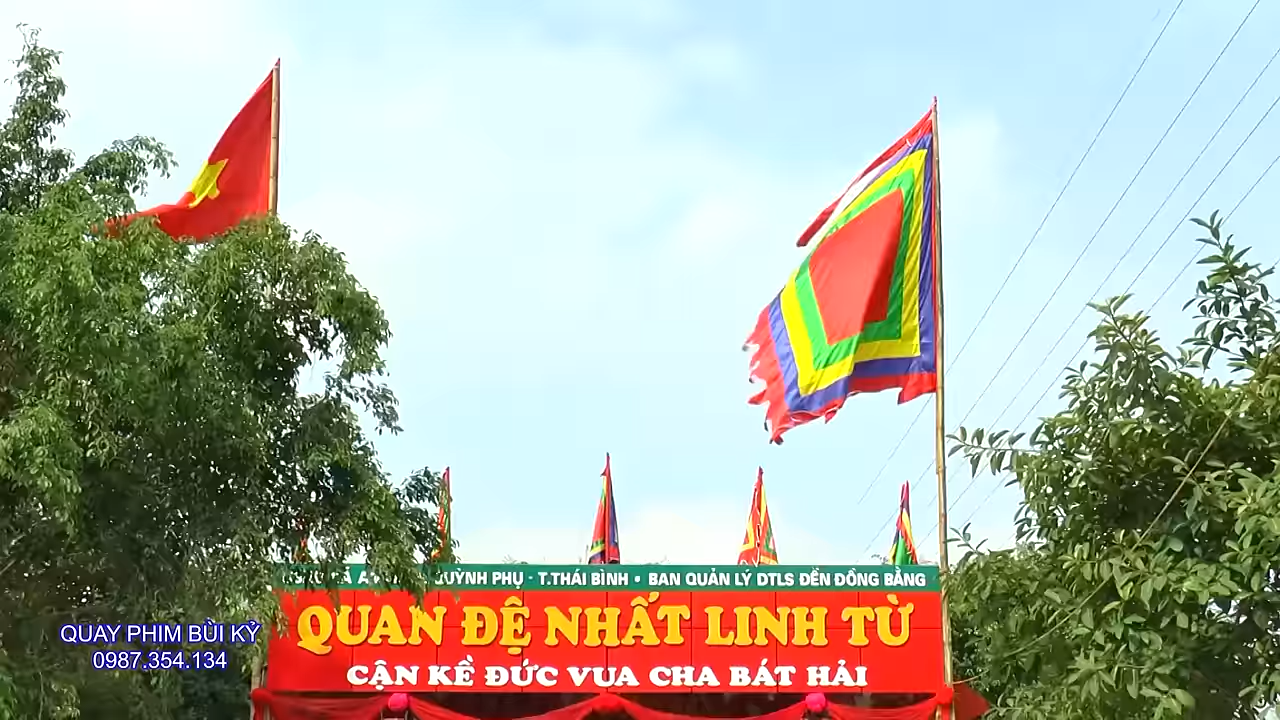 QUỲNH PHỤ - T.THÁI BÌNH • BAN QUẢN LÝ DTLS ĐỀN ĐỒNG BẰNG
QUAN ĐỆ NHẤT LINH TỪ
CẬN KỀ ĐỨC VUA CHA BÁT HẢI
QUAY PHIM BÙI KỶ
0987.354.134